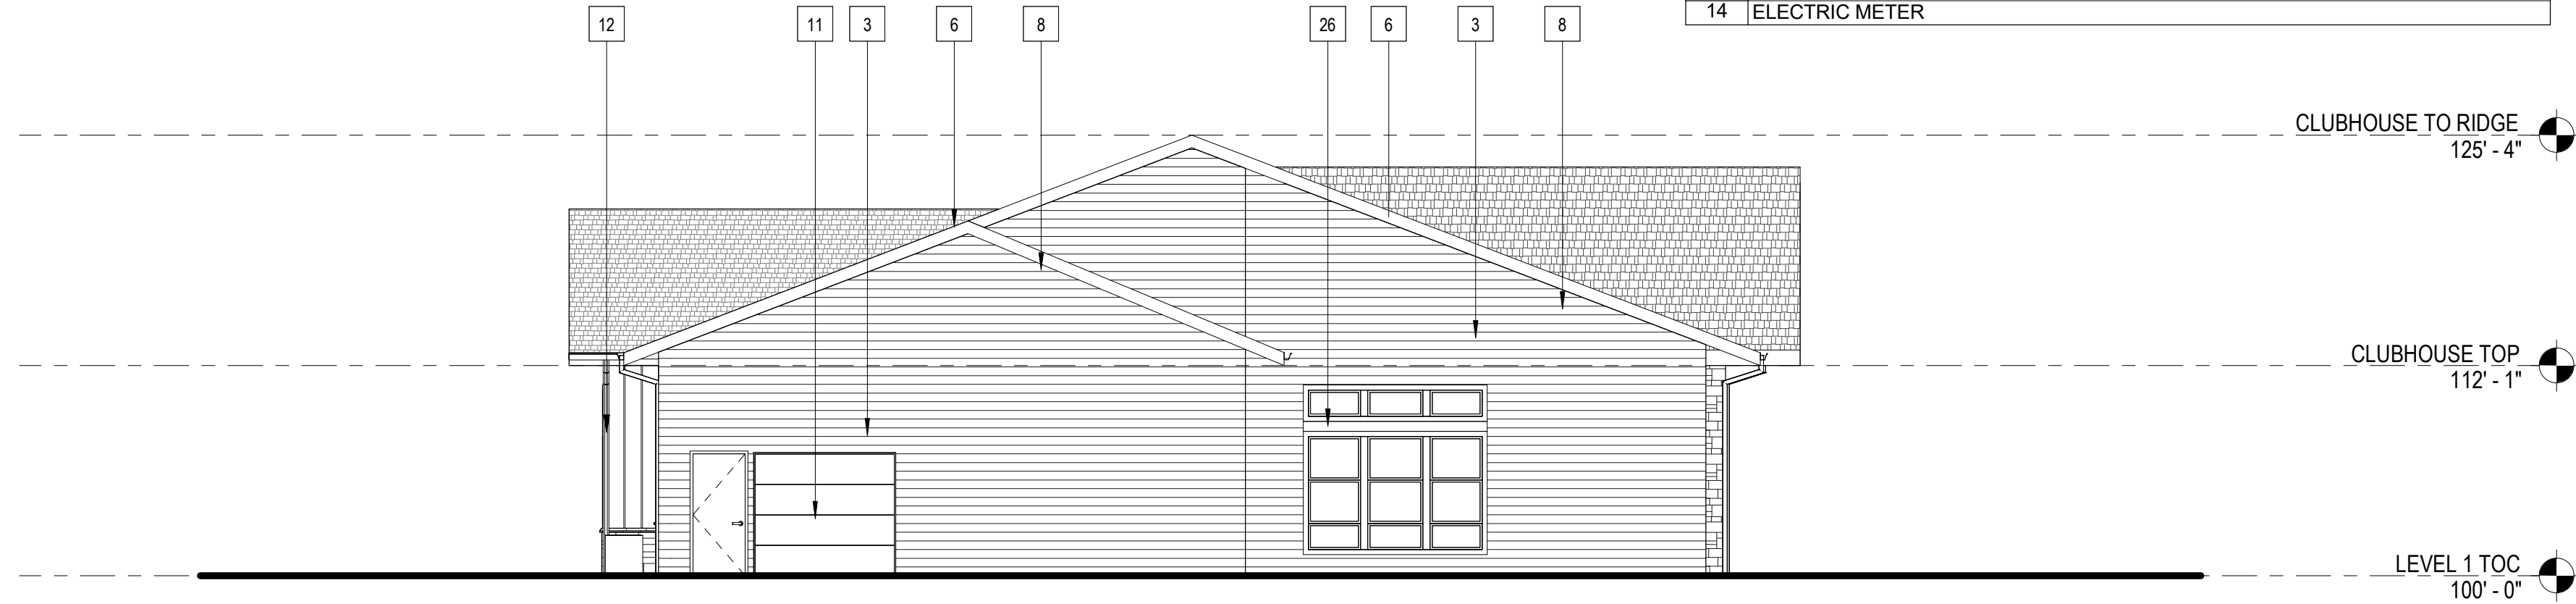 12 11 3 6 8 26 6 3 8
14 ELECTRIC METER
CLUBHOUSE TO RIDGE
125' - 4"
CLUBHOUSE TOP
112' - 1"
LEVEL 1 TOC
100' - 0"